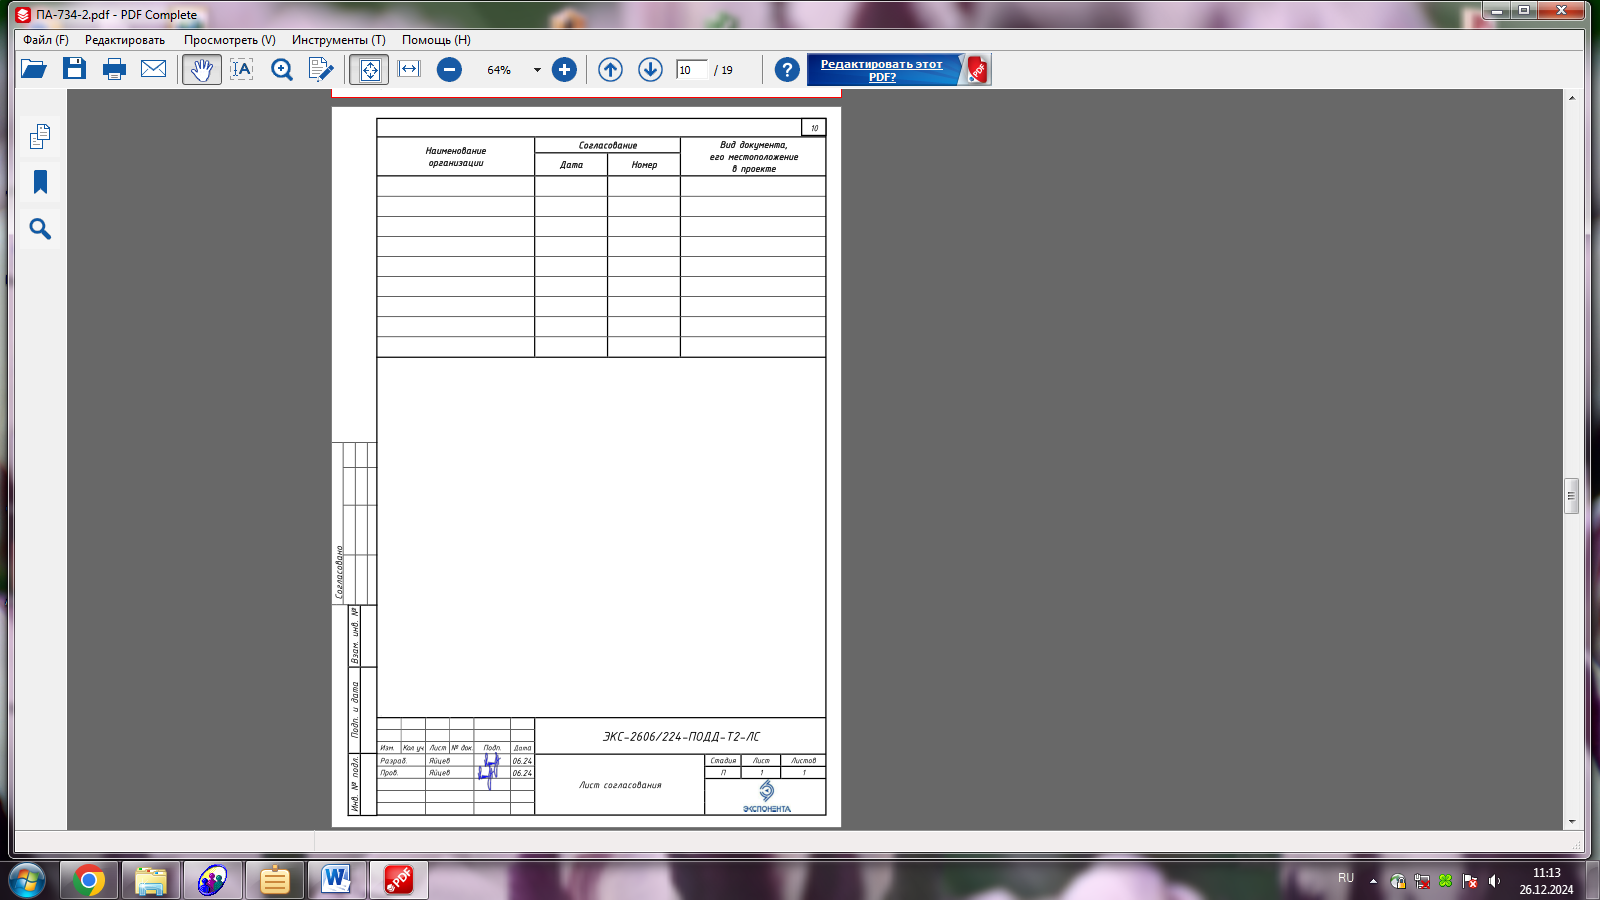 ПА-734-2.pdf - PDF Complete
Файл (F) Редактировать Просмотреть (V) Инструменты (T) Помощь (H)
64% 10 / 19 Редактировать этот
PDF?
10
Наименование
организации
Согласование
Дата Номер
Вид документа,
его местоположение
в проекте
Согласовано
Взам. инв. №
Подп. и дата
Инв. № подл.
ЭКС-2606/224-ПОДД-Т2-ЛС
Изм. Кол уч Лист № док. Подп. Дата
Разраб. Яйцев 06.24
Пров. Яйцев 06.24
Лист согласования
Стадия Лист Листов
П 1 1
ЭКСПОНЕНТА
RU
11:13
26.12.2024